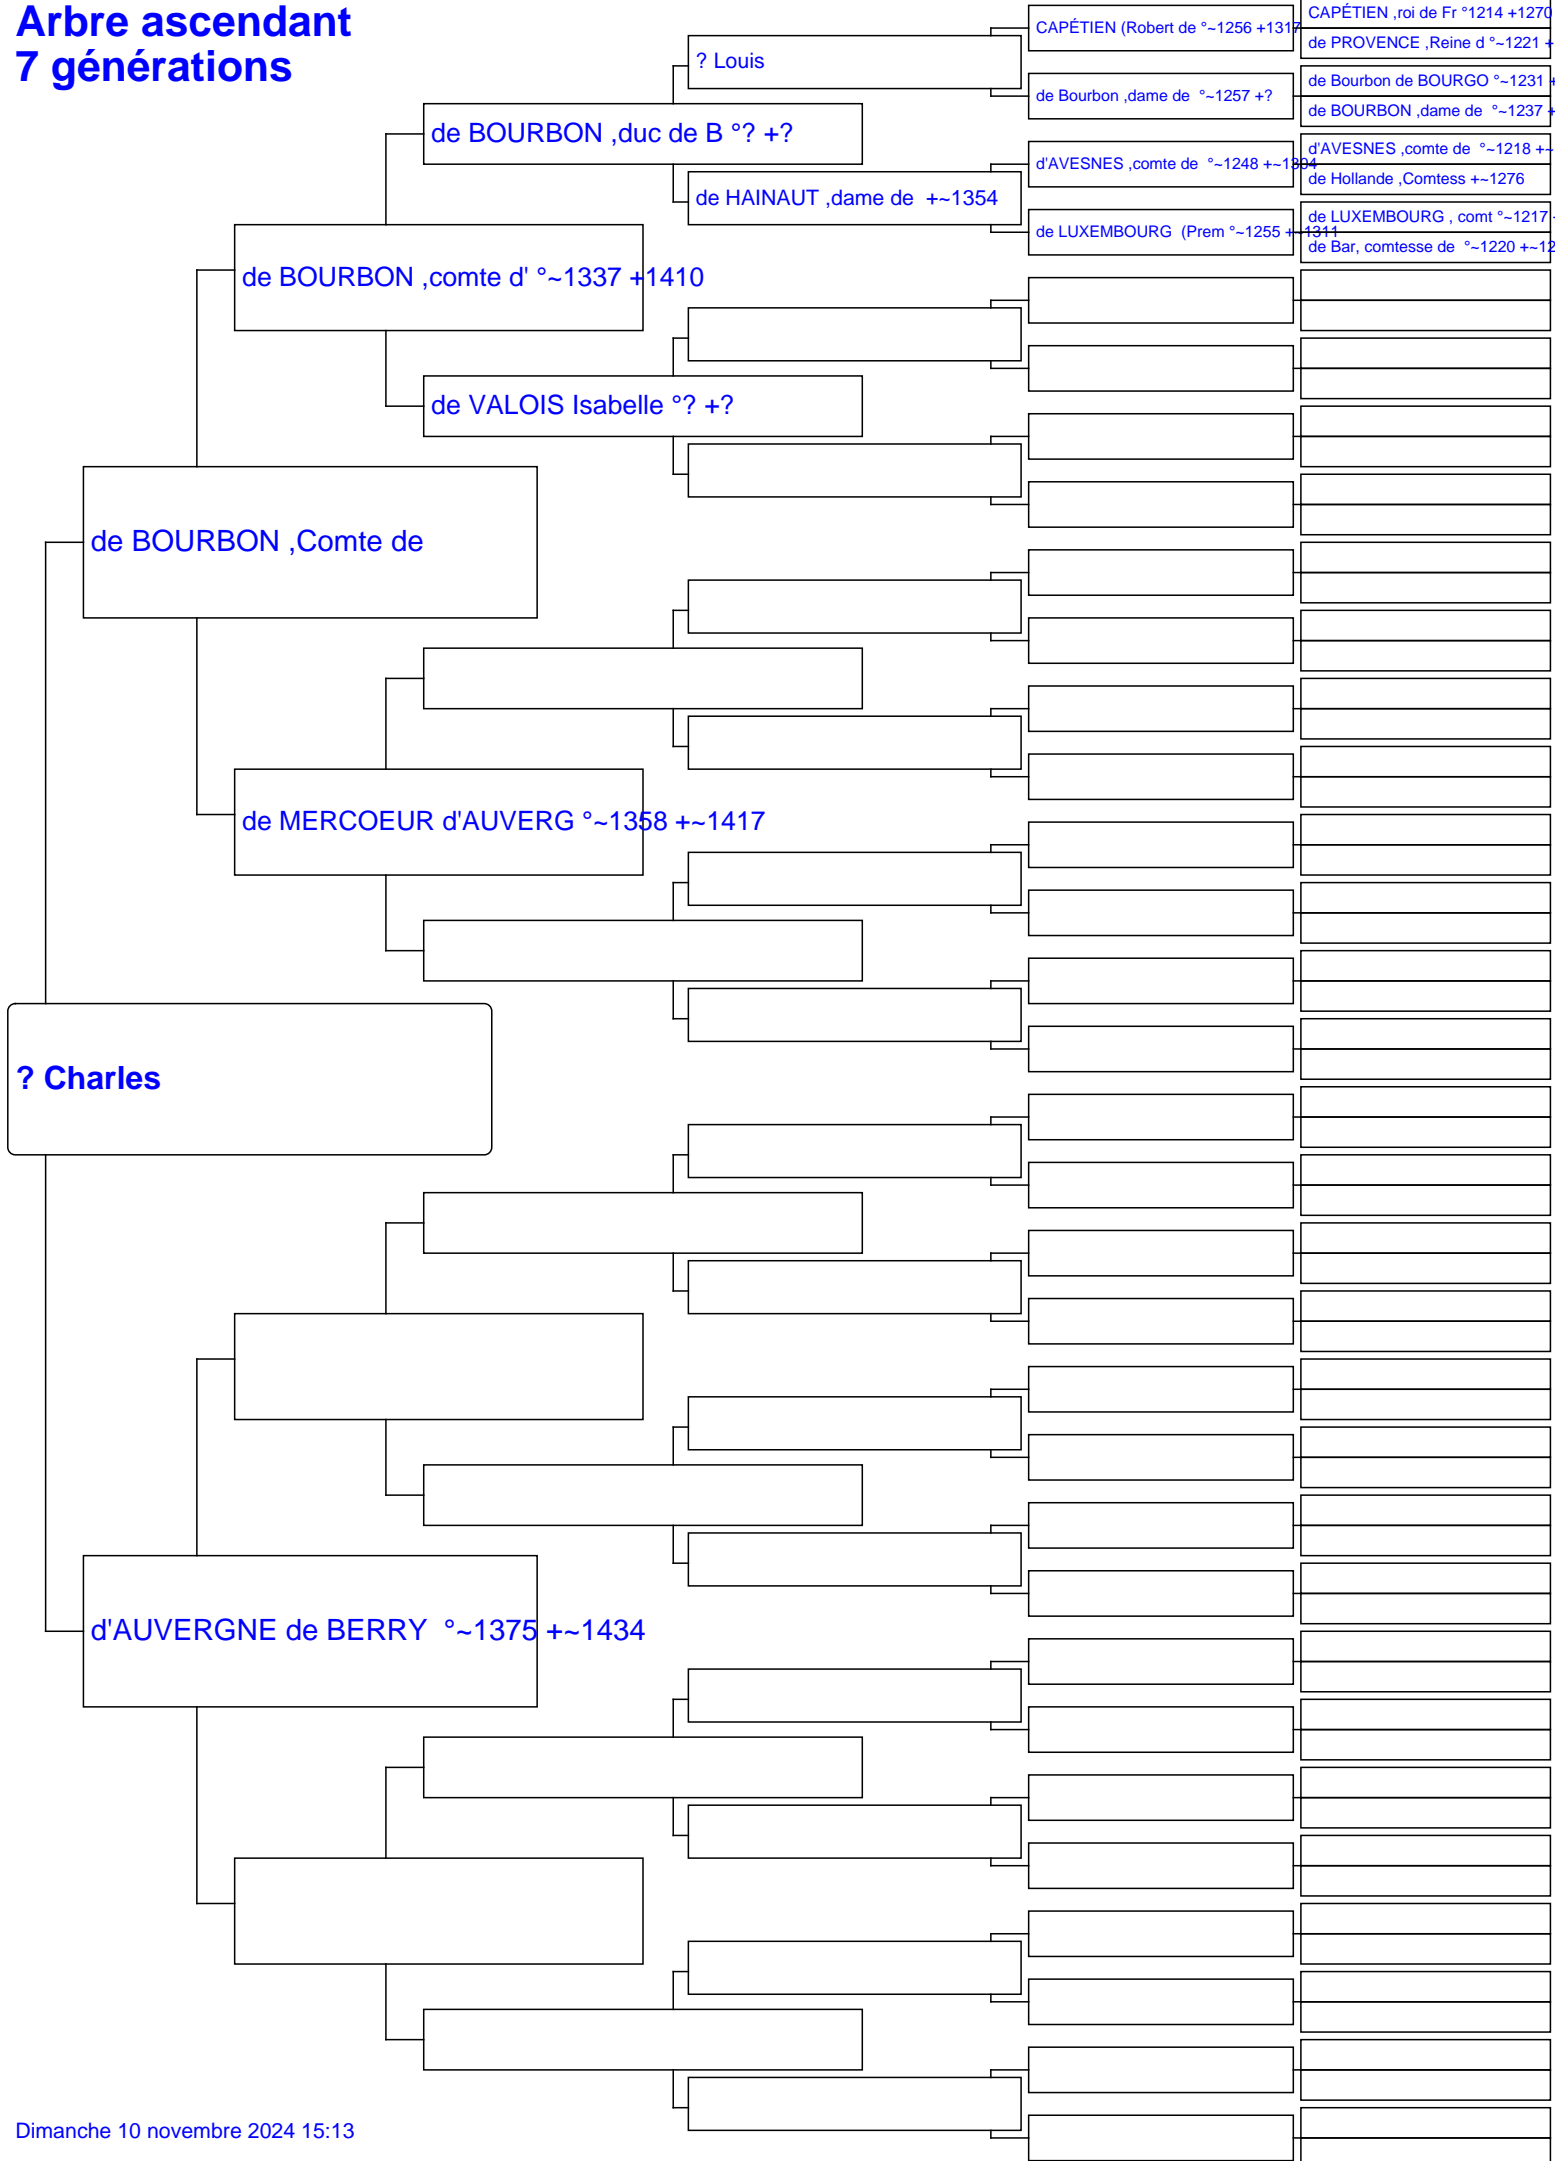 Arbre ascendant
7 générations
CAPÉTIEN ,roi de Fr °1214 +1270
CAPÉTIEN (Robert de °~1256 +1317
de PROVENCE ,Reine d °~1221 +
? Louis
de Bourbon de BOURGO °~1231 +
de Bourbon ,dame de °~1257 +?
de BOURBON ,dame de °~1237 +
de BOURBON ,duc de B °? +?
d'AVESNES ,comte de °~1218 +~
d'AVESNES ,comte de °~1248 +~1304
de Hollande ,Comtess +~1276
de HAINAUT ,dame de +~1354
de LUXEMBOURG , comt °~1217
de LUXEMBOURG (Prem °~1255 +~1311
de Bar, comtesse de °~1220 +~12
de BOURBON ,comte d' °~1337 +1410
de VALOIS Isabelle °? +?
de BOURBON ,Comte de
de MERCOEUR d'AUVERG °~1358 +~1417
? Charles
d'AUVERGNE de BERRY °~1375 +~1434
Dimanche 10 novembre 2024 15:13